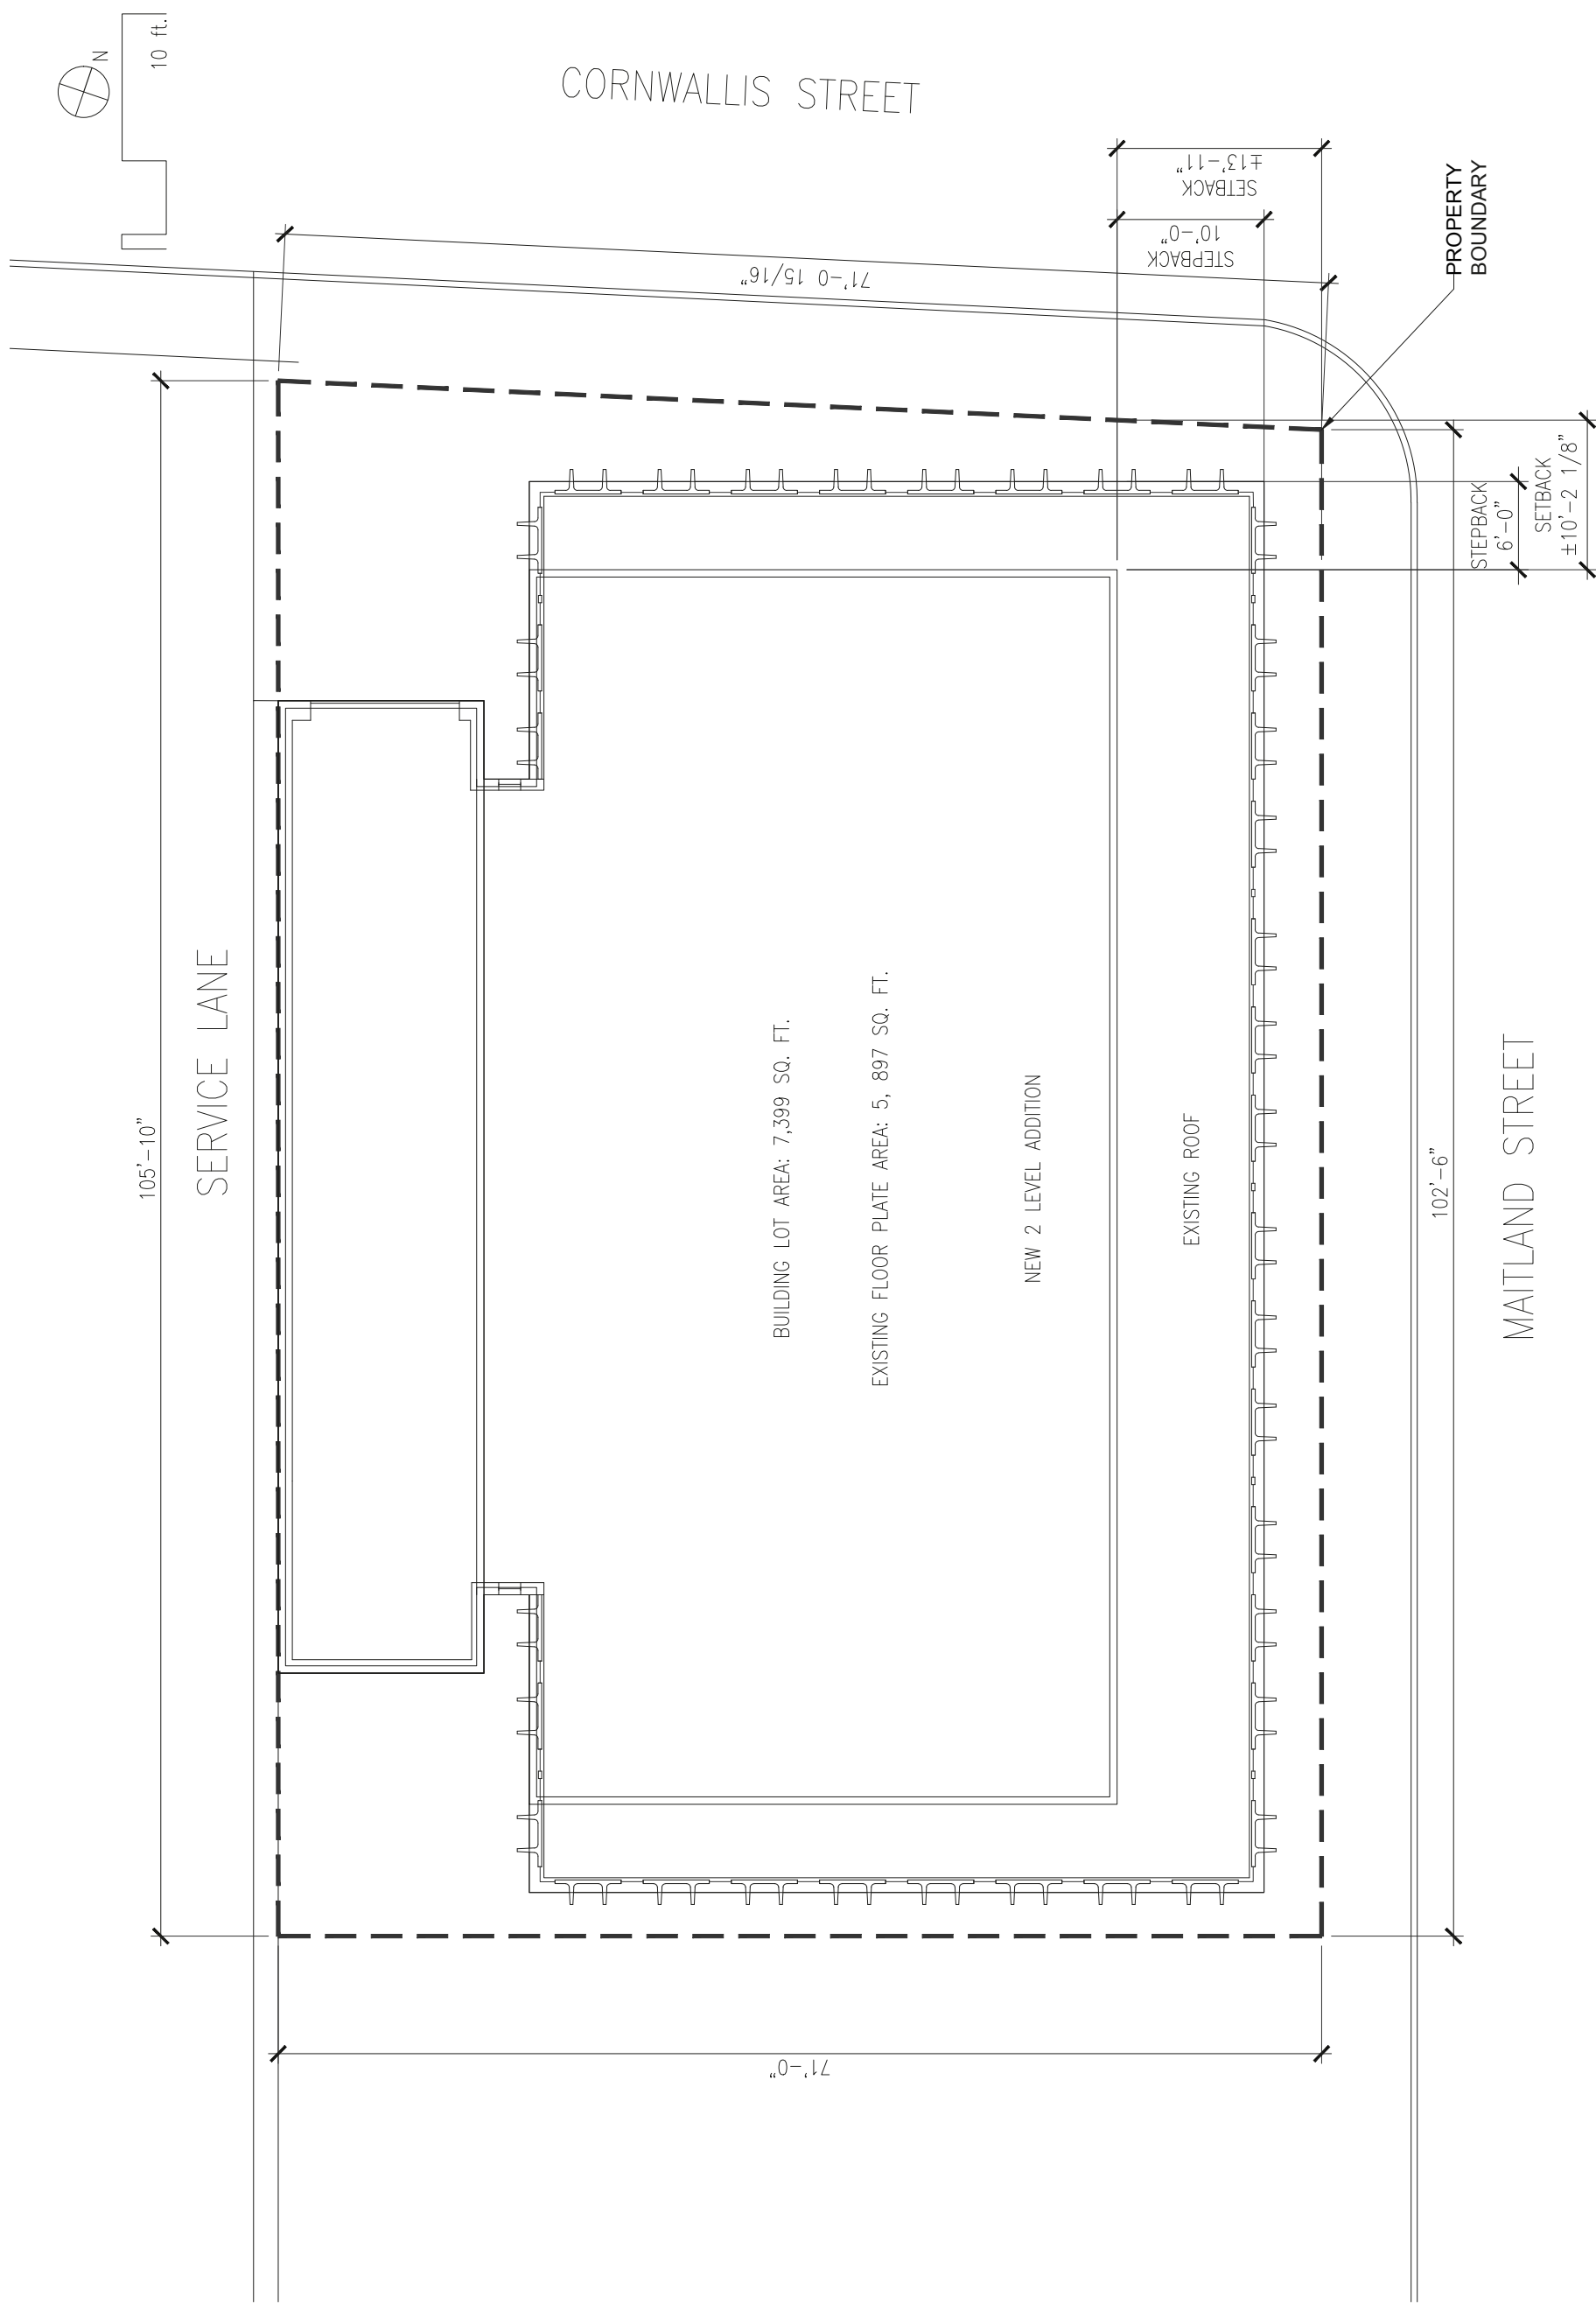 N
10 ft.
CORNWALLIS STREET
SETBACK
±13'-11"
STEPBACK
10'-0"
71'-0 15/16"
PROPERTY
BOUNDARY
STEPBACK
6'-0"
SETBACK
±10'-2 1/8"
105'-10"
SERVICE LANE
BUILDING LOT AREA: 7,399 SQ. FT.
EXISTING FLOOR PLATE AREA: 5, 897 SQ. FT.
NEW 2 LEVEL ADDITION
EXISTING ROOF
102'-6"
MAITLAND STREET
71'-0"